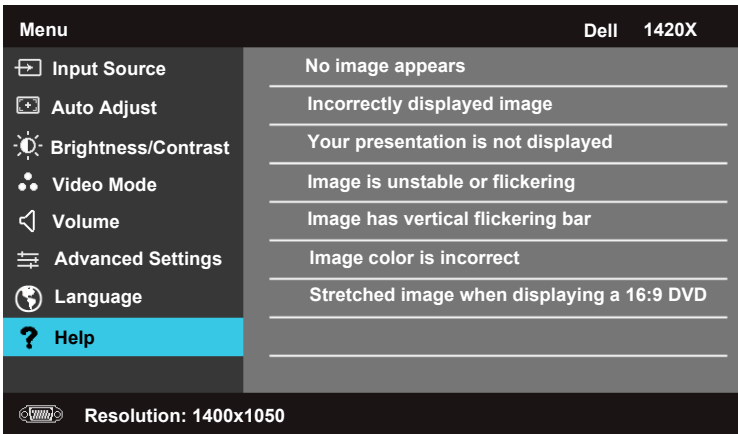 Menu
Dell 1420X
Input Source
Auto Adjust
Brightness/Contrast
Video Mode
Volume
Advanced Settings
Language
Help
No image appears
Incorrectly displayed image
Your presentation is not displayed
Image is unstable or flickering
Image has vertical flickering bar
Image color is incorrect
Stretched image when displaying a 16:9 DVD
Resolution: 1400x1050